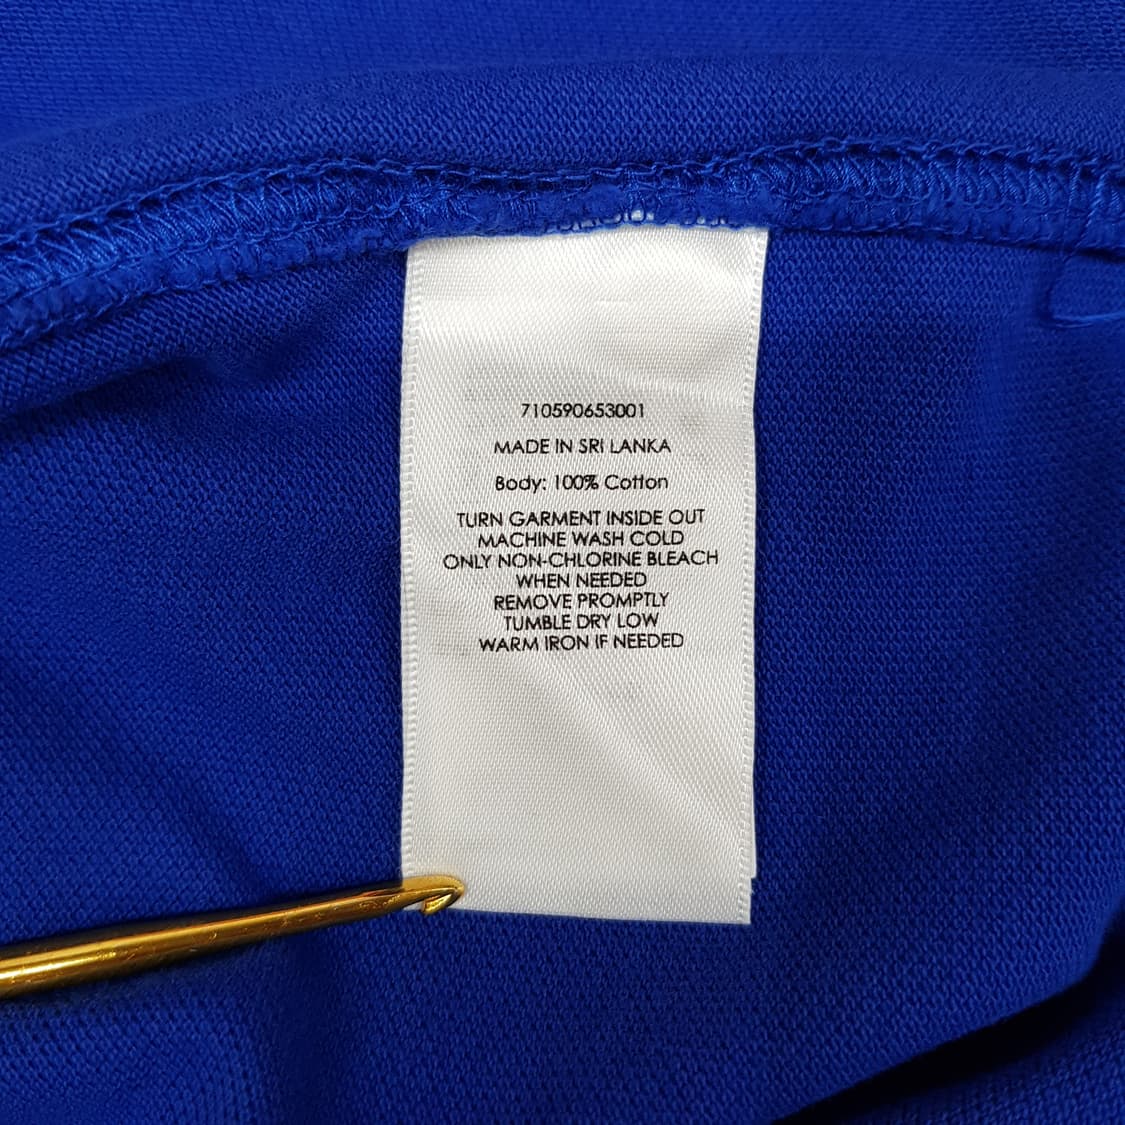 710590653001
MADE IN SRI LANKA
Body: 100% Cotton
TURN GARMENT INSIDE OUT
MACHINE WASH COLD
ONLY NON-CHLORINE BLEACH
WHEN NEEDED
REMOVE PROMPTLY
TUMBLE DRY LOW
WARM IRON IF NEEDED